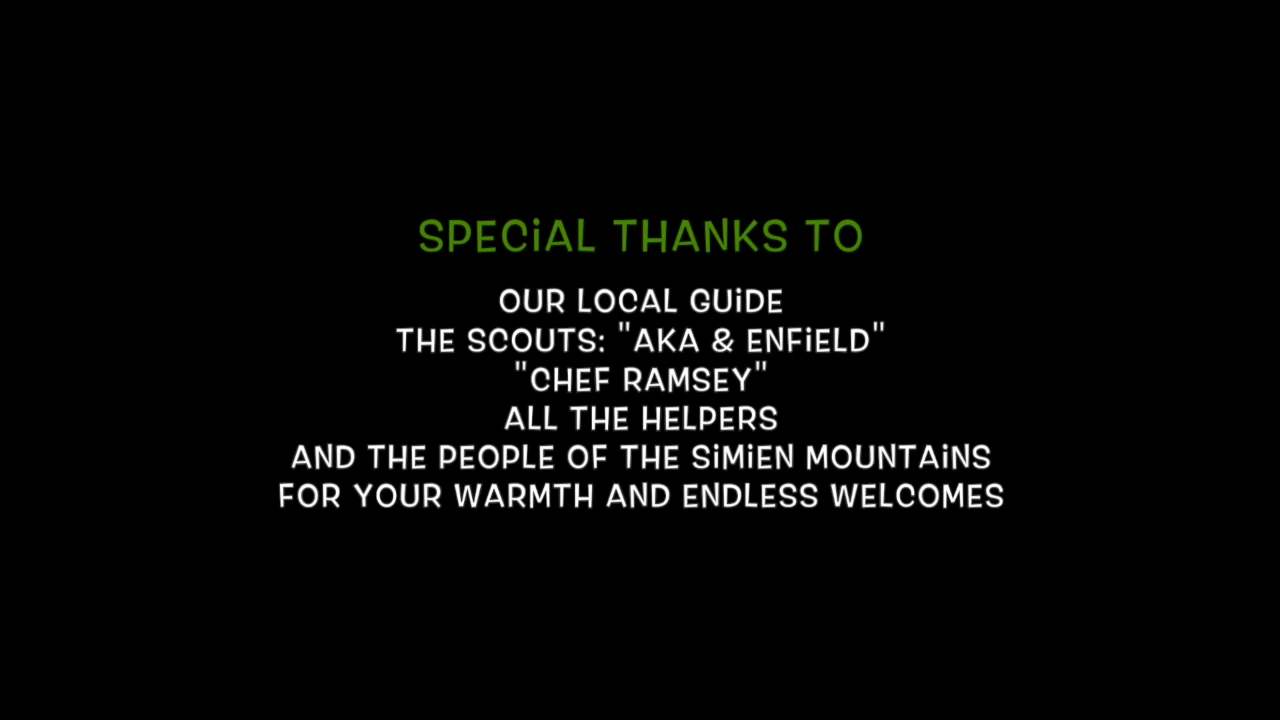 SPECiAL THANKS TO
OUR LOCAL GUiDE
THE SCOUTS: "AKA & ENFiELD"
"CHEF RAMSEY"
ALL THE HELPERS
AND THE PEOPLE OF THE SiMiEN MOUNTAiNS
FOR YOUR WARMTH AND ENDLESS WELCOMES